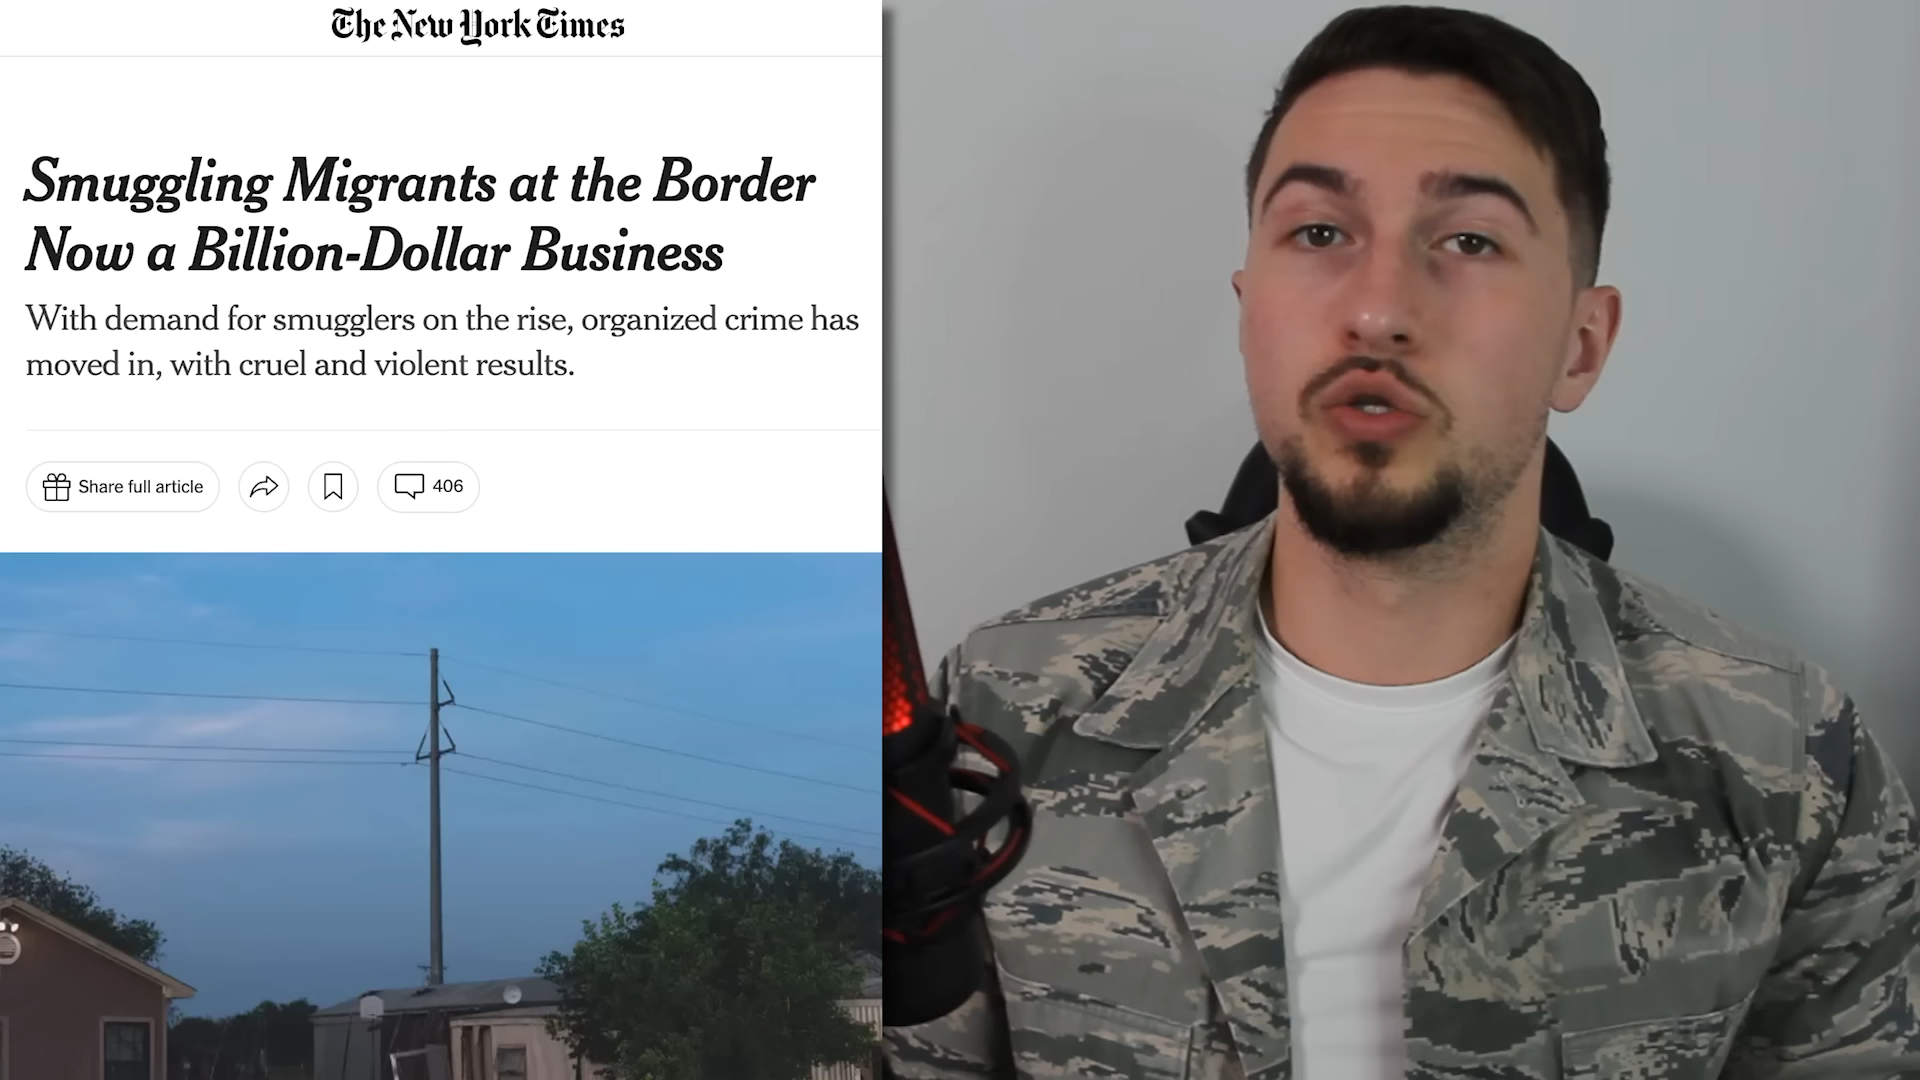 The New York Times
Smuggling Migrants at the Border
Now a Billion-Dollar Business
With demand for smugglers on the rise, organized crime has
moved in, with cruel and violent results.
Share full article
406